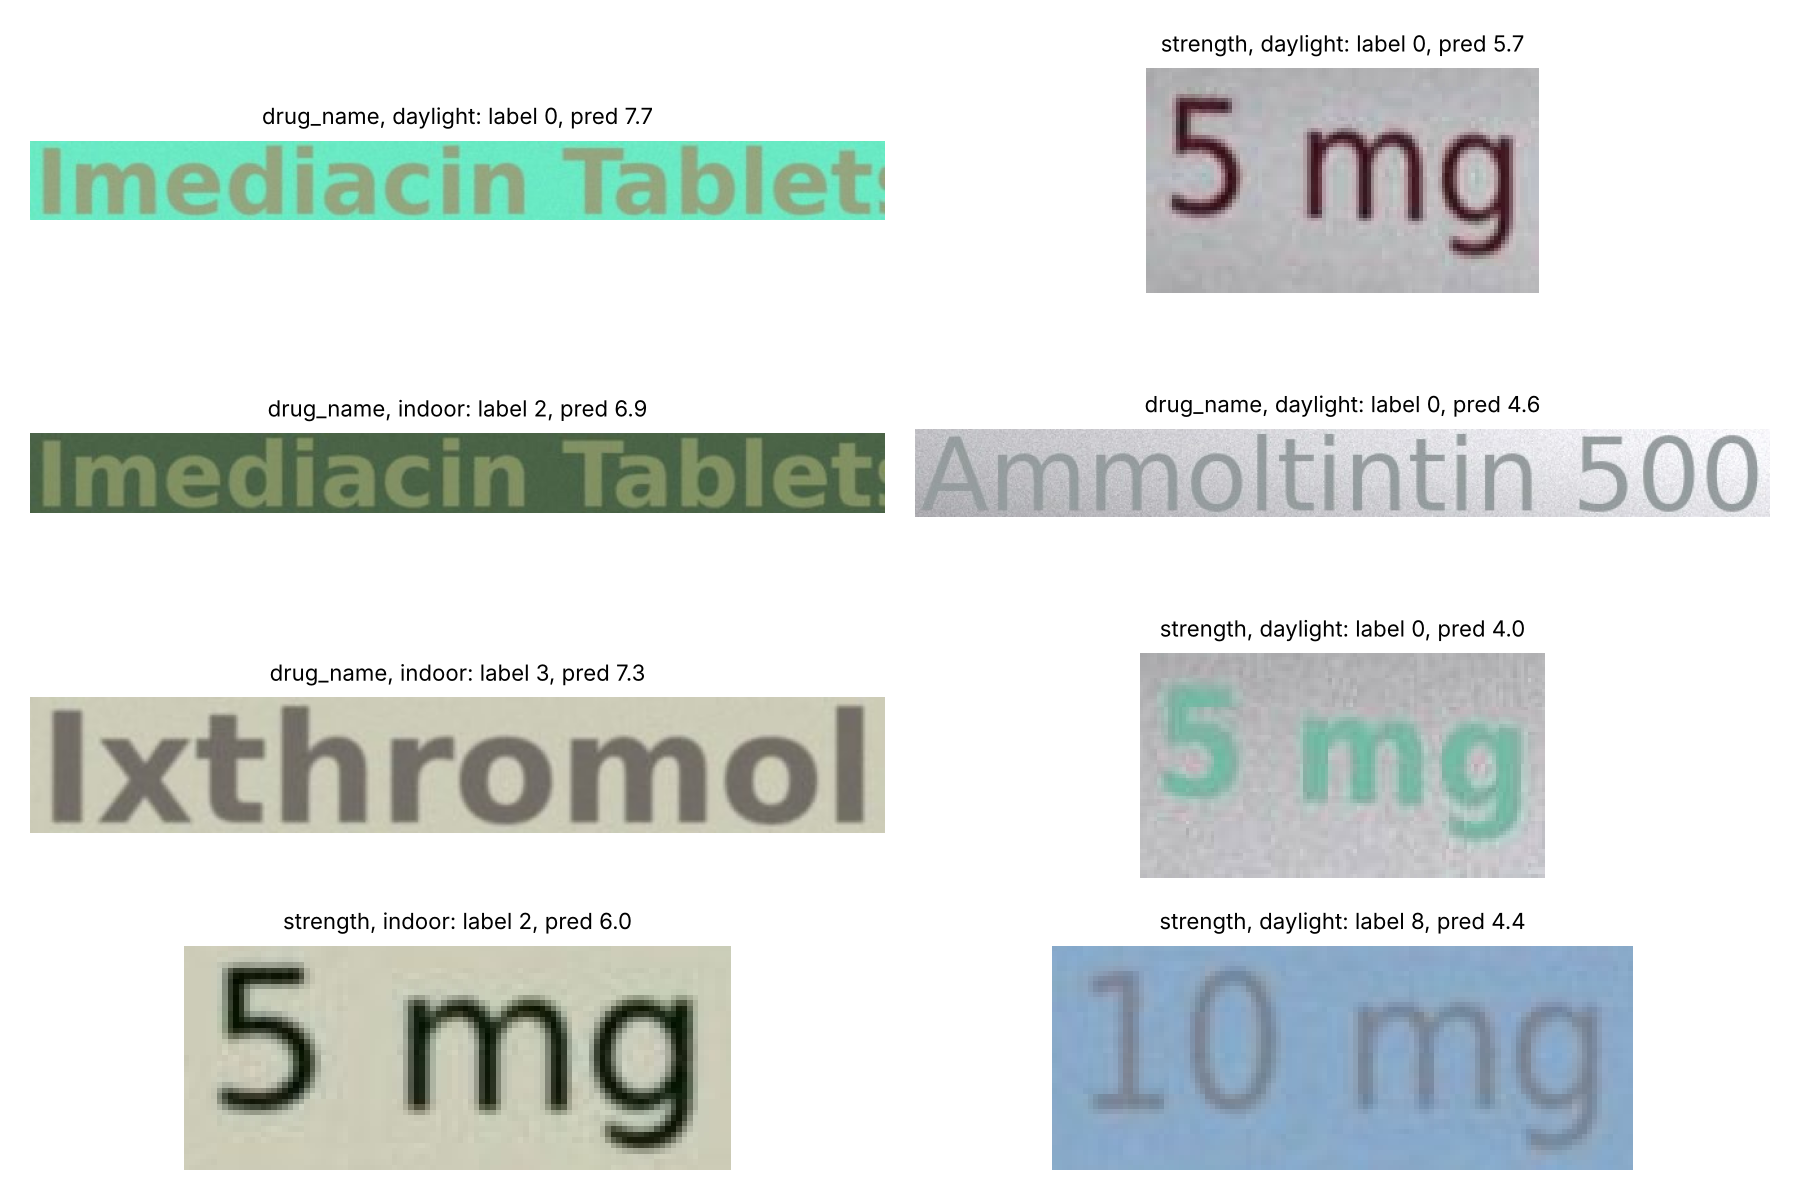 drug_name, daylight: label 0, pred 7.7
Imediacin Tablets
strength, daylight: label 0, pred 5.7
5 mg
drug_name, indoor: label 2, pred 6.9
Imediacin Tablets
drug_name, daylight: label 0, pred 4.6
Ammoltintin 500
drug_name, indoor: label 3, pred 7.3
Ixthromol
strength, daylight: label 0, pred 4.0
5 mg
strength, indoor: label 2, pred 6.0
5 mg
strength, daylight: label 8, pred 4.4
10 mg